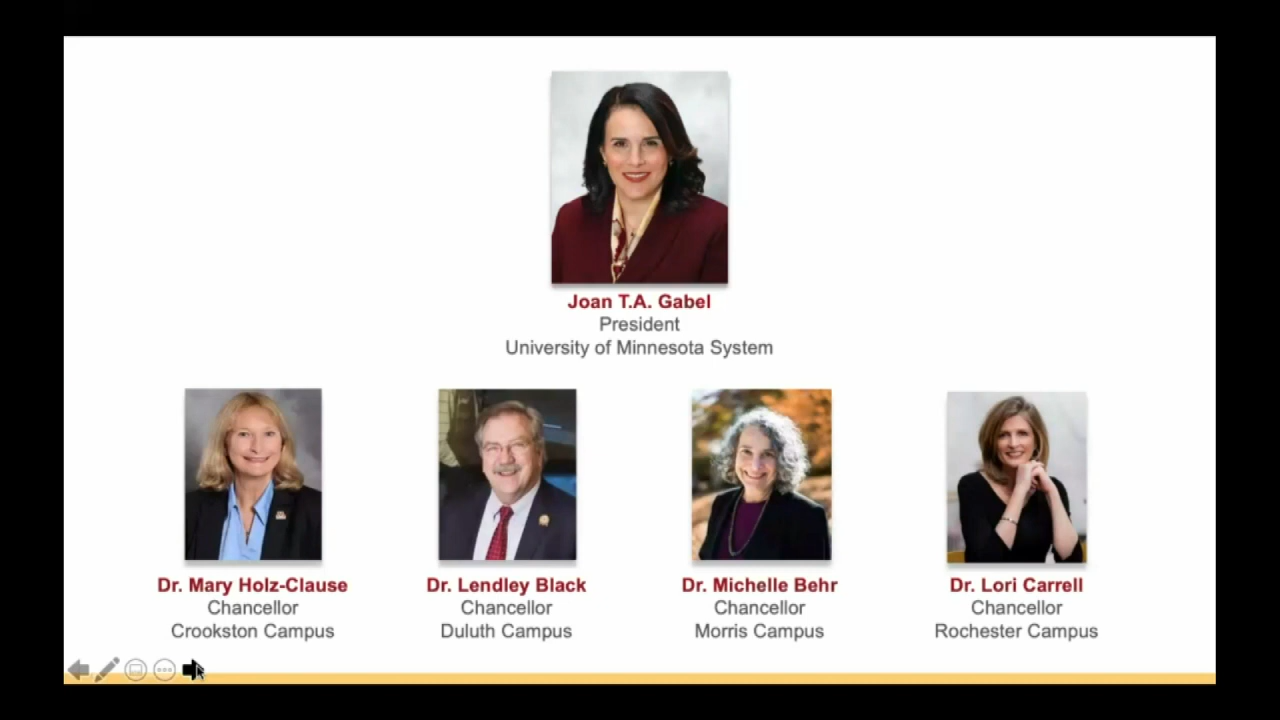 Joan T.A. Gabel
President
University of Minnesota System
Dr. Mary Holz-Clause
Chancellor
Crookston Campus
Dr. Lendley Black
Chancellor
Duluth Campus
Dr. Michelle Behr
Chancellor
Morris Campus
Dr. Lori Carrell
Chancellor
Rochester Campus